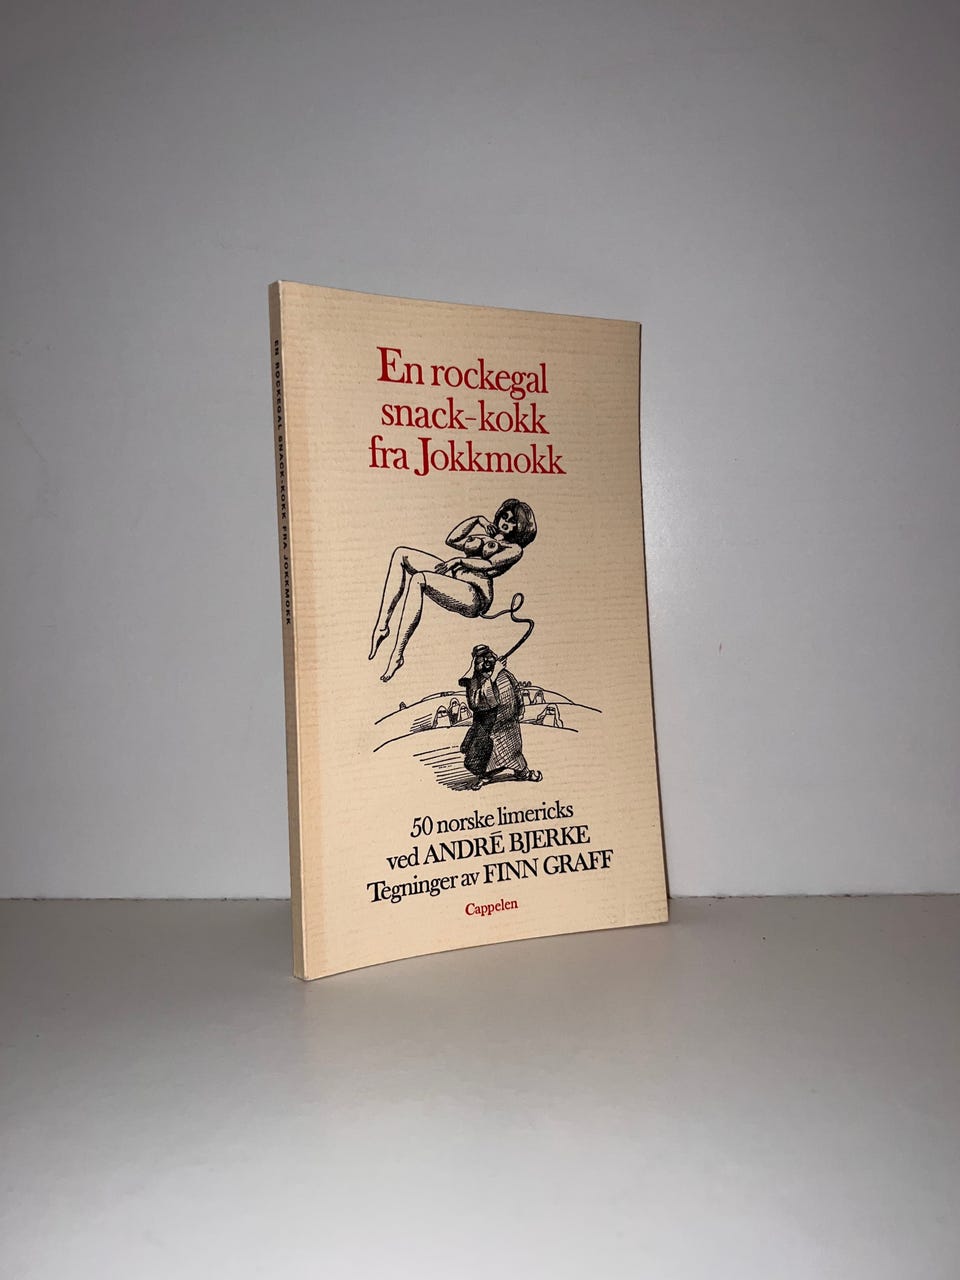 EN ROCKEGAL SNACK-KOKK FRA JOKKMOKK
En rockegal
snack-kokk
fra Jokkmokk
50 norske limericks
ved ANDRÉ BJERKE
Tegninger av FINN GRAFF
Cappelen